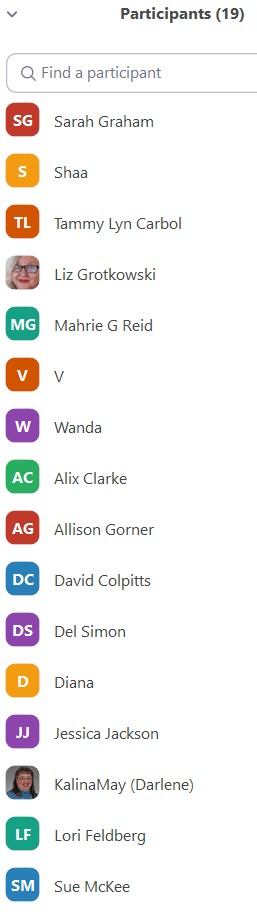 Participants (19)
Find a participant
SG Sarah Graham
S Shaa
TL Tammy Lyn Carbol
Liz Grotkowski
MG Mahrie G Reid
V V
W Wanda
AC Alix Clarke
AG Allison Gorner
DC David Colpitts
DS Del Simon
D Diana
JJ Jessica Jackson
KalinaMay (Darlene)
LF Lori Feldberg
SM Sue McKee